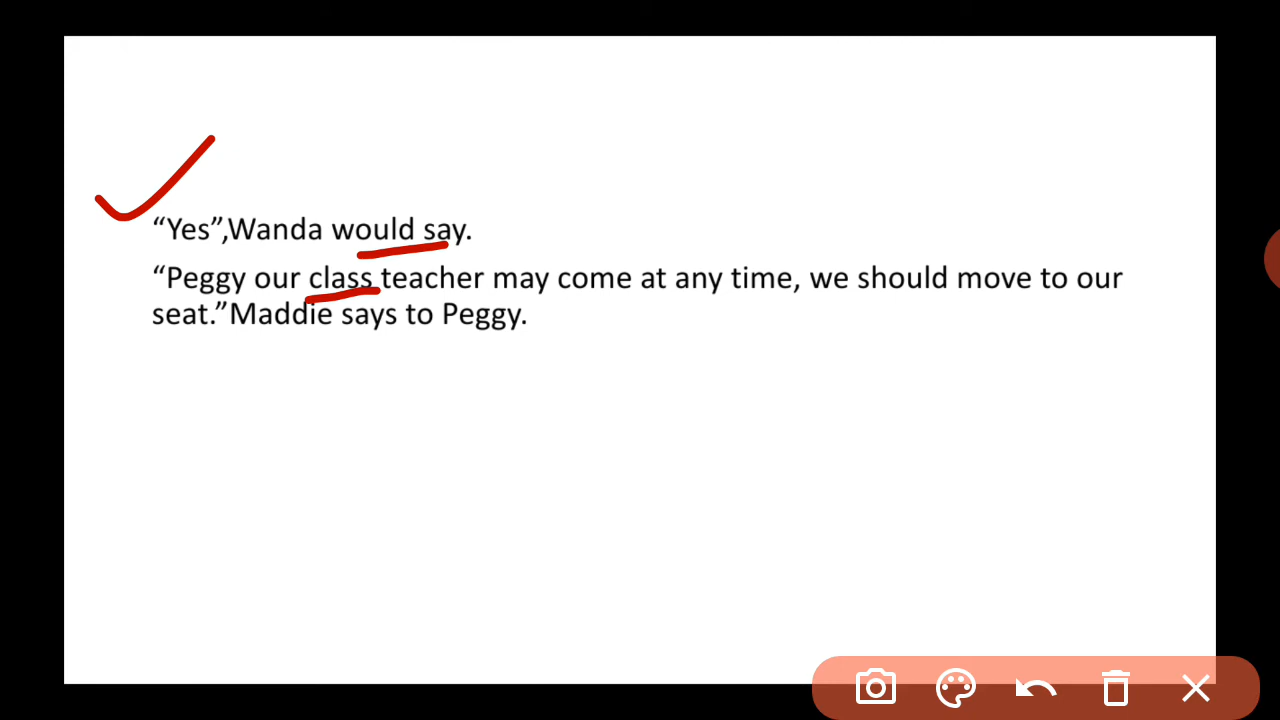 “Yes”,Wanda would say.
“Peggy our class teacher may come at any time, we should move to our
seat.”Maddie says to Peggy.